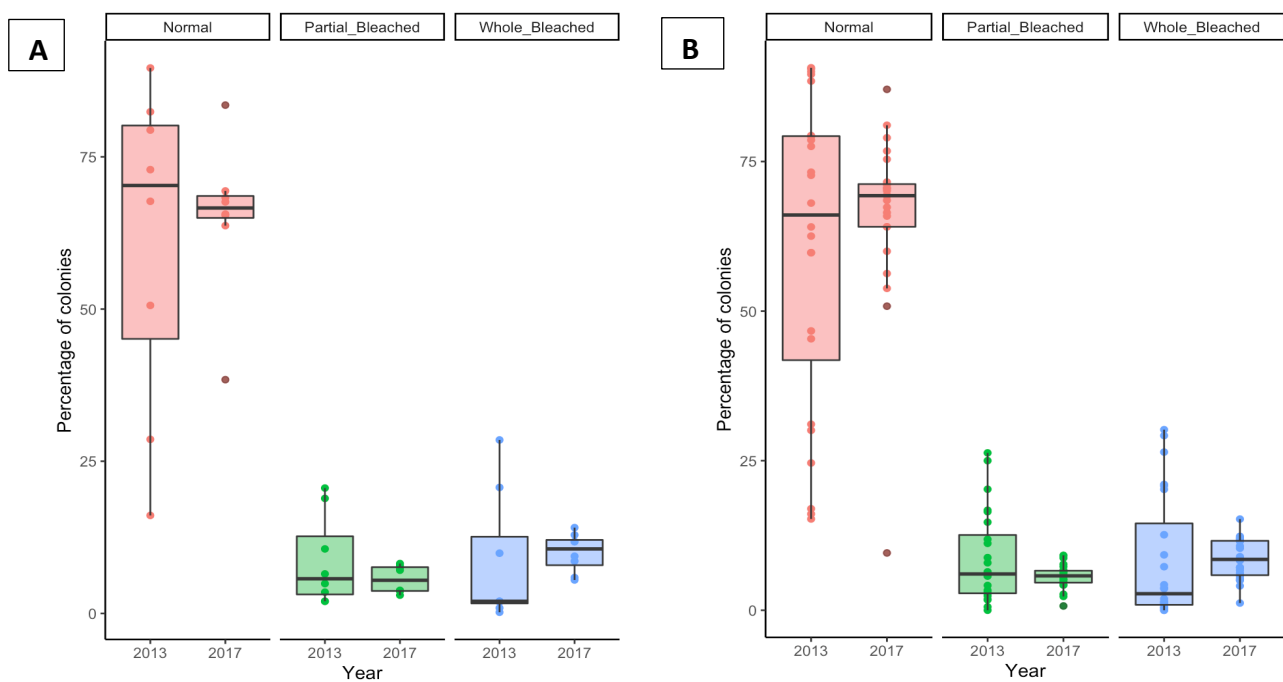 A
Normal
Partial_Bleached
Whole_Bleached
Percentage of colonies
75
50
25
0
2013
2017
2013
2017
2013
2017
Year
B
Normal
Partial_Bleached
Whole_Bleached
Percentage of colonies
75
50
25
0
2013
2017
2013
2017
2013
2017
Year